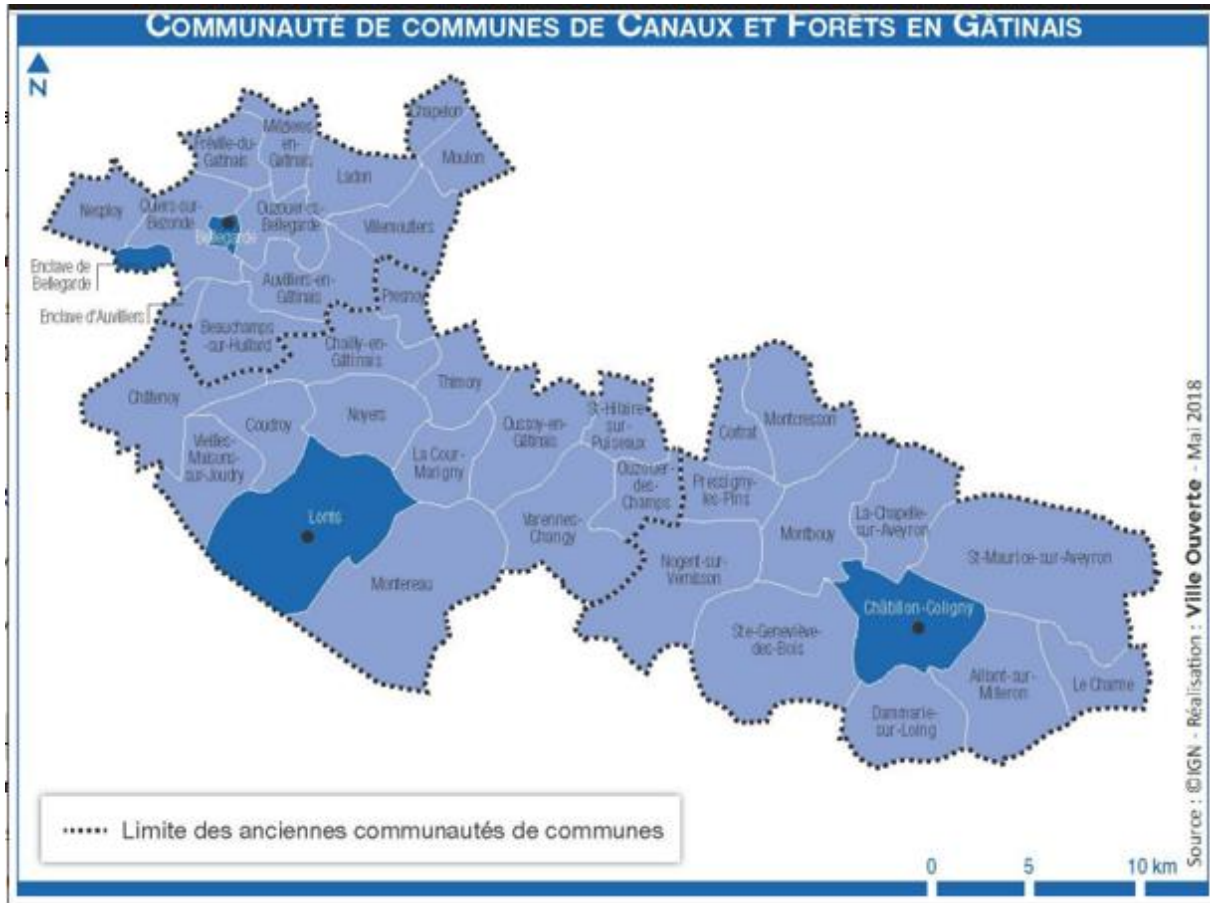 COMMUNAUTÉ DE COMMUNES DE CANAUX ET FORÊTS EN GÂTINAIS
N
Chapelon
Moulon
Mézières-
en-
Gâtinais
Fréville-du-
Gatinais
Ladon
Nesploy
Quiers-sur-
Bezonde
Ouzouer-ss-
Bellegarde
Bellegarde
Villemoutiers
Enclave de
Bellegarde
Auvilliers-en-
Gâtinais
Presnoy
Enclave d'Auvilliers
Beauchamps
-sur-Huillard
Chailly-en-
Gâtinais
Châtenoy
Coudroy
Noyers
Thimory
Vieilles-
Maisons-
sur-Joudry
La Cour-
Marigny
Oussoy-en-
Gâtinais
St-Hilaire-
sur-
Puiseaux
Ouzouer-
des-
Champs
Cortrat
Montcresson
Pressigny-
les-Pins
Lorris
Varennes-
Changy
Montbouy
La-Chapelle-
sur-Aveyron
St-Maurice-sur-Aveyron
Montereau
Nogent-sur-
Vernisson
Châtillon-Coligny
Ste-Geneviève-
des-Bois
Aillant-sur-
Milleron
Le Charme
Dammarie-
sur-Loing
Limite des anciennes communautés de communes
0 5 10 km
Source : ©IGN - Réalisation : Ville Ouverte - Mai 2018